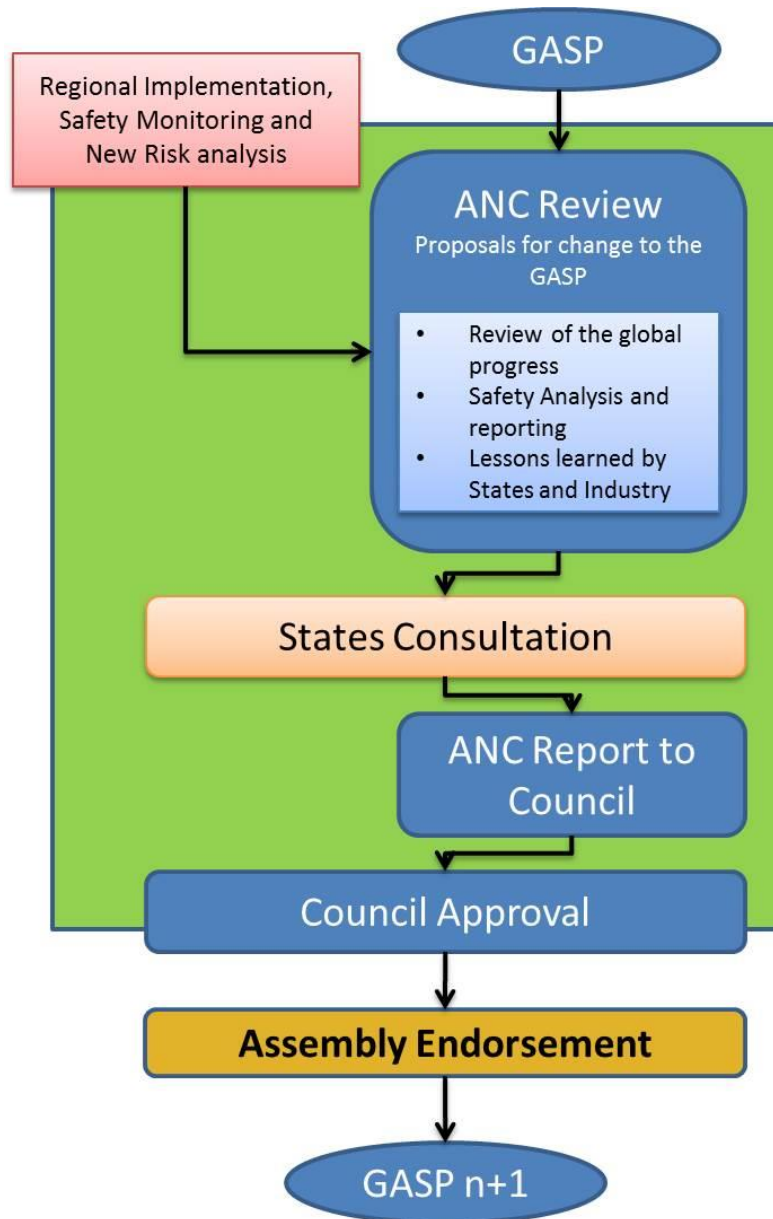 GASP
Regional Implementation,
Safety Monitoring and
New Risk analysis
ANC Review
Proposals for change to the
GASP
• Review of the global
progress
• Safety Analysis and
reporting
• Lessons learned by
States and Industry
States Consultation
ANC Report to
Council
Council Approval
Assembly Endorsement
GASP n+1